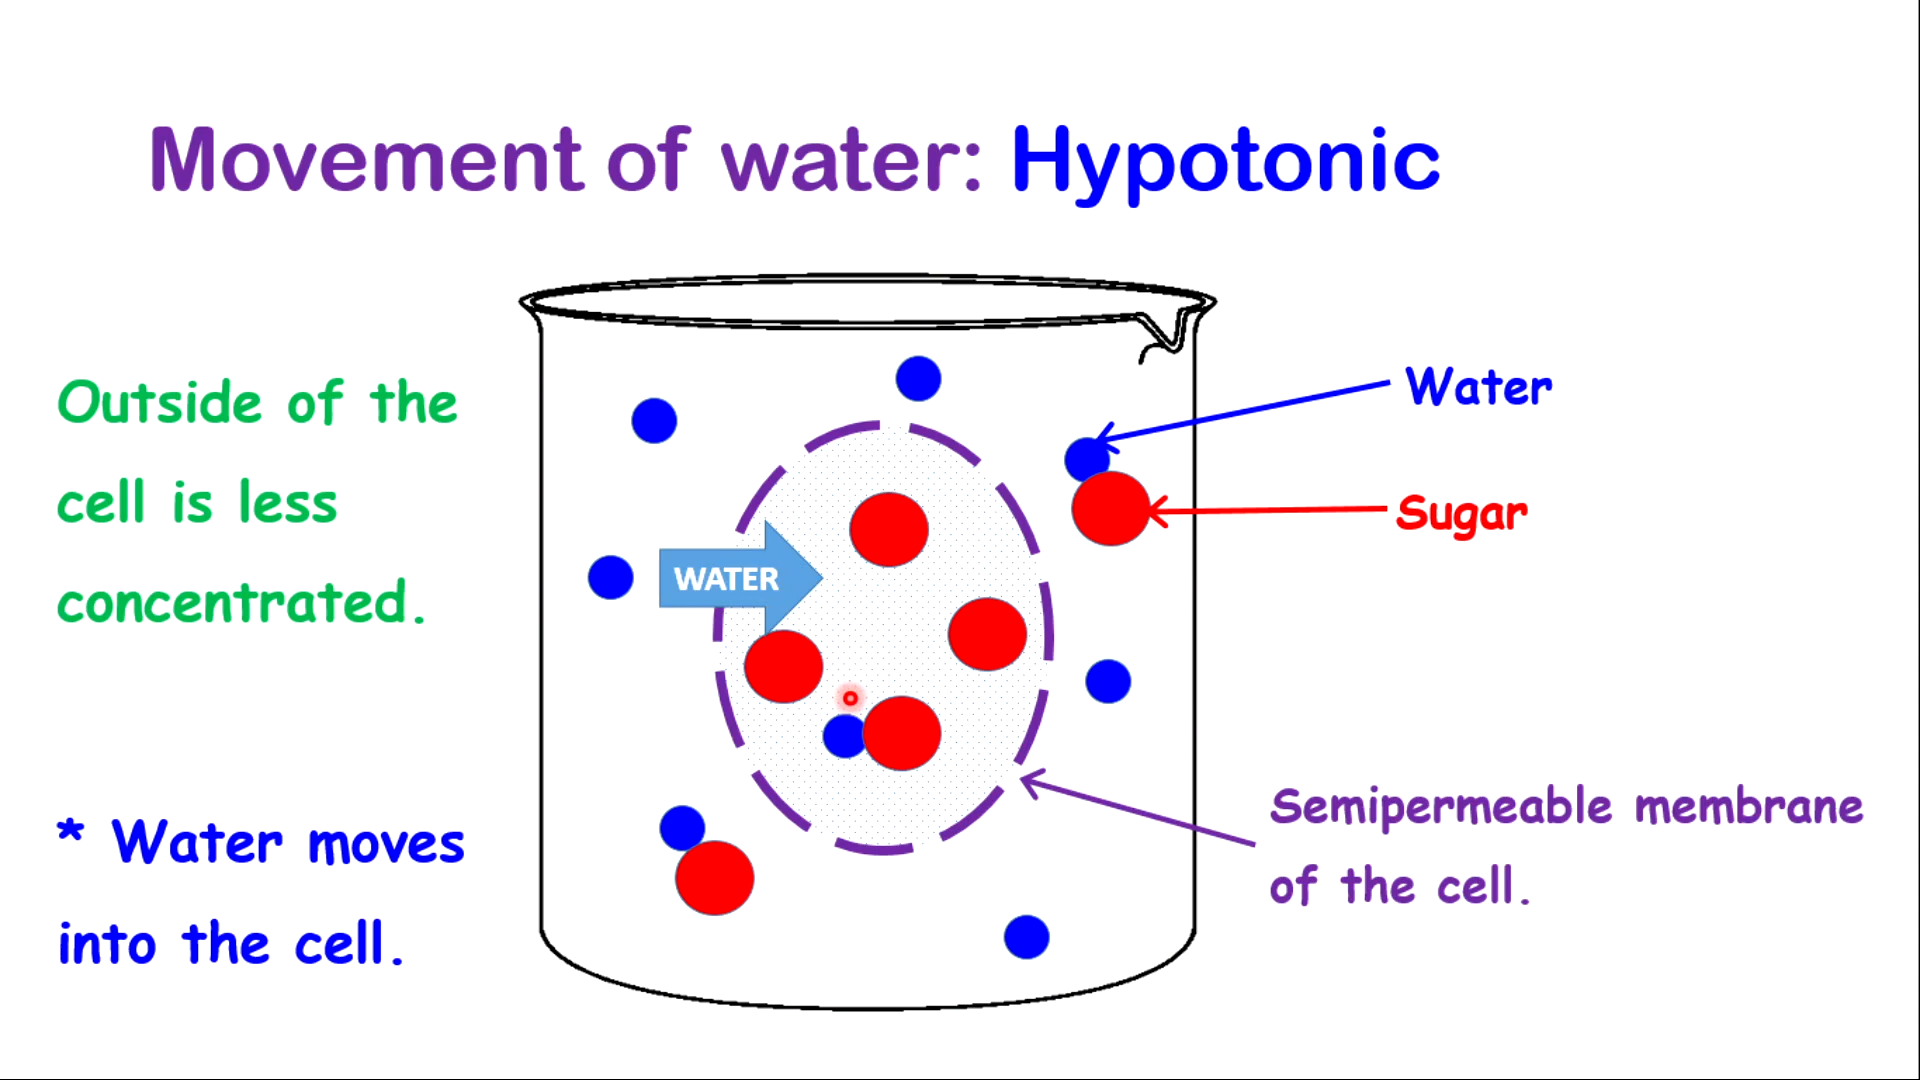 Movement of water: Hypotonic
Outside of the
cell is less
concentrated.
* Water moves
into the cell.
WATER
Water
Sugar
Semipermeable membrane
of the cell.